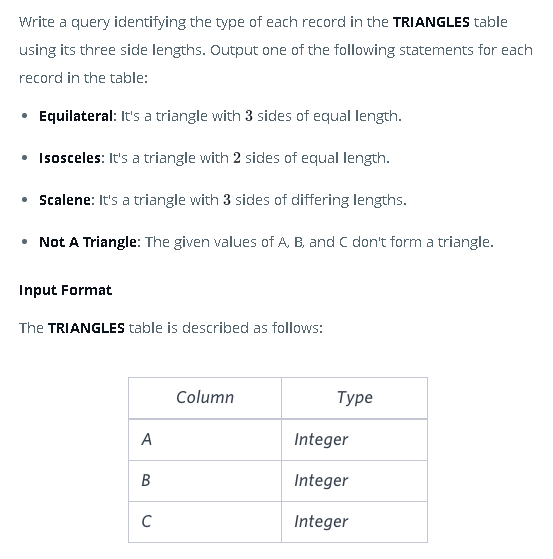 Write a query identifying the type of each record in the TRIANGLES table
using its three side lengths. Output one of the following statements for each
record in the table:
• Equilateral: It's a triangle with 3 sides of equal length.
• Isosceles: It's a triangle with 2 sides of equal length.
• Scalene: It's a triangle with 3 sides of differing lengths.
• Not A Triangle: The given values of A, B, and C don't form a triangle.
Input Format
The TRIANGLES table is described as follows:
Column Type
A Integer
B Integer
C Integer